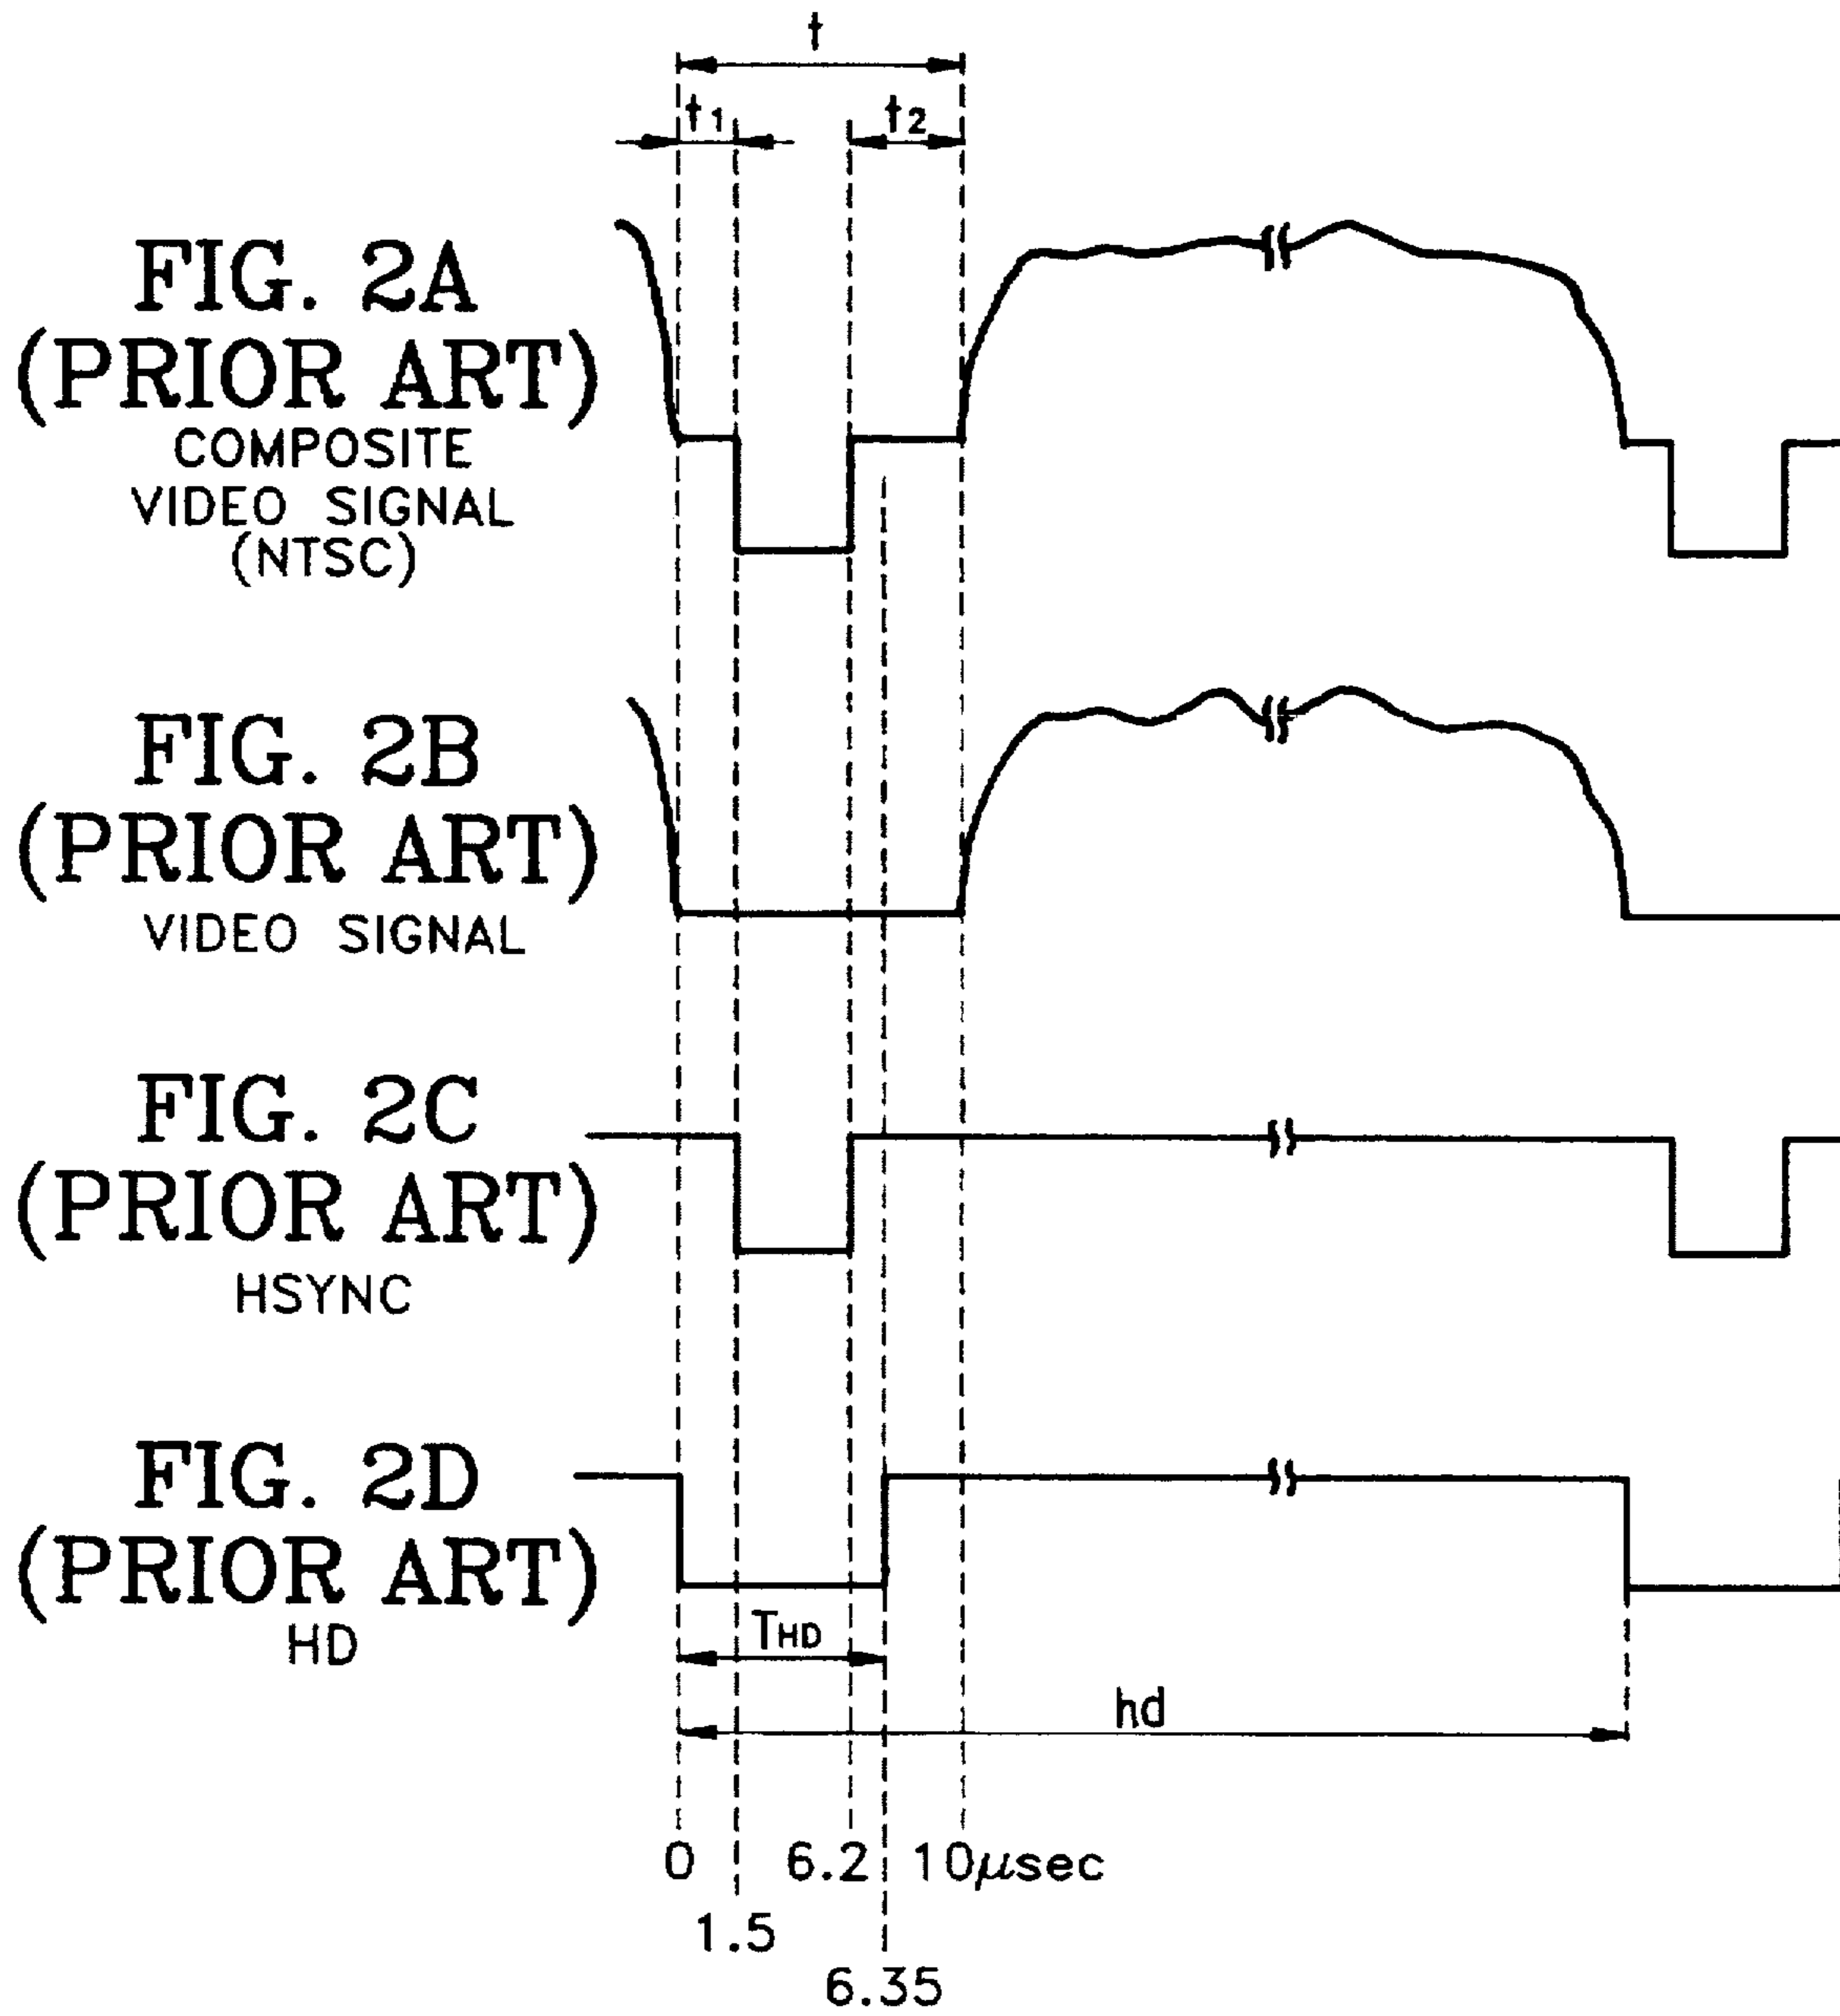 t
t1 t2
FIG. 2A
(PRIOR ART)
COMPOSITE
VIDEO SIGNAL
(NTSC)
FIG. 2B
(PRIOR ART)
VIDEO SIGNAL
FIG. 2C
(PRIOR ART)
HSYNC
FIG. 2D
(PRIOR ART)
HD
THD
hd
0 6.2 10μsec
1.5
6.35